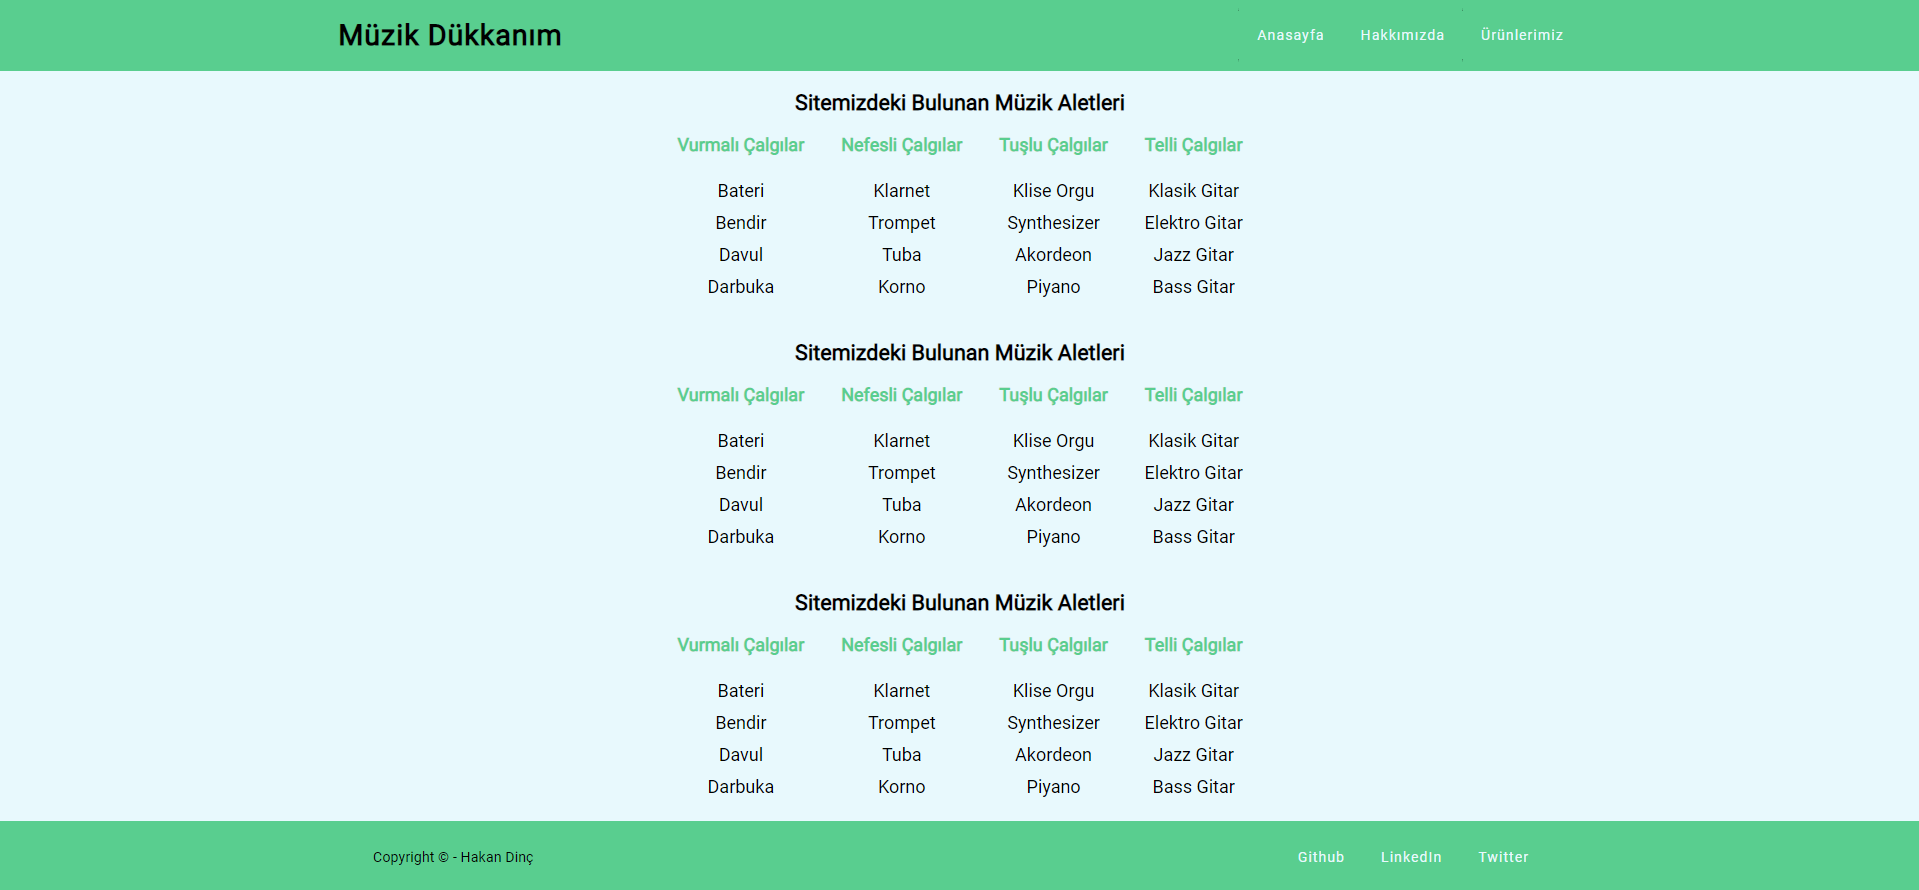 Müzik Dükkanım
Anasayfa Hakkımızda Ürünlerimiz
Sitemizdeki Bulunan Müzik Aletleri
Vurmalı Çalgılar Nefesli Çalgılar Tuşlu Çalgılar Telli Çalgılar
Bateri Klarnet Klise Orgu Klasik Gitar
Bendir Trompet Synthesizer Elektro Gitar
Davul Tuba Akordeon Jazz Gitar
Darbuka Korno Piyano Bass Gitar
Sitemizdeki Bulunan Müzik Aletleri
Vurmalı Çalgılar Nefesli Çalgılar Tuşlu Çalgılar Telli Çalgılar
Bateri Klarnet Klise Orgu Klasik Gitar
Bendir Trompet Synthesizer Elektro Gitar
Davul Tuba Akordeon Jazz Gitar
Darbuka Korno Piyano Bass Gitar
Sitemizdeki Bulunan Müzik Aletleri
Vurmalı Çalgılar Nefesli Çalgılar Tuşlu Çalgılar Telli Çalgılar
Bateri Klarnet Klise Orgu Klasik Gitar
Bendir Trompet Synthesizer Elektro Gitar
Davul Tuba Akordeon Jazz Gitar
Darbuka Korno Piyano Bass Gitar
Copyright © - Hakan Dinç
Github LinkedIn Twitter